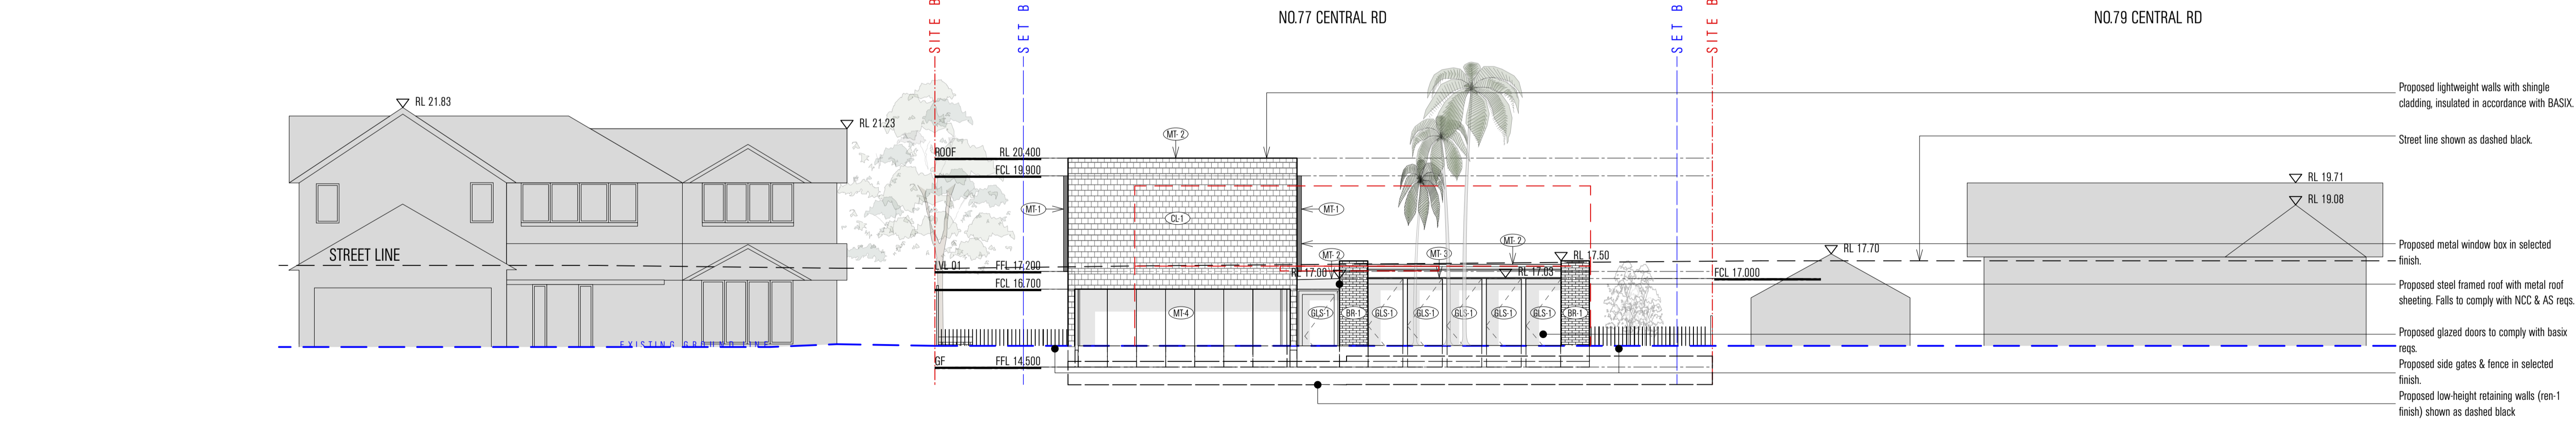 NO.77 CENTRAL RD
NO.79 CENTRAL RD
SITE B
SET B
SET B
SITE B
RL 21.83
RL 21.23
ROOF RL 20,400
FCL 19,900
MT-2
MT-1
CL-1
MT-1
MT-2
MT-3
MT-2
STREET LINE
LVL 01 FFL 17,200
FCL 16,700
RL 17.00
RL 17.03
RL 17.50
FCL 17.000
RL 17.70
RL 19.71
RL 19.08
MT-4
GLS-1
BR-1
GLS-1
GLS-1
GLS-1
GLS-1
GLS-1
BR-1
EXISTING GROUND LINE
GF FFL 14,500
Proposed lightweight walls with shingle
cladding, insulated in accordance with BASIX.
Street line shown as dashed black.
Proposed metal window box in selected
finish.
Proposed steel framed roof with metal roof
sheeting. Falls to comply with NCC & AS reqs.
Proposed glazed doors to comply with basix
reqs.
Proposed side gates & fence in selected
finish.
Proposed low-height retaining walls (ren-1
finish) shown as dashed black